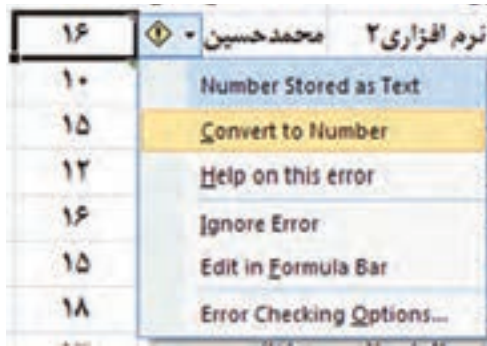 نرم افزاری۲ محمدحسین ۱۶
۱۰
Number Stored as Text
۱۵
Convert to Number
۱۲
Help on this error
۱۶
Ignore Error
۱۵
Edit in Formula Bar
۱۸
Error Checking Options...